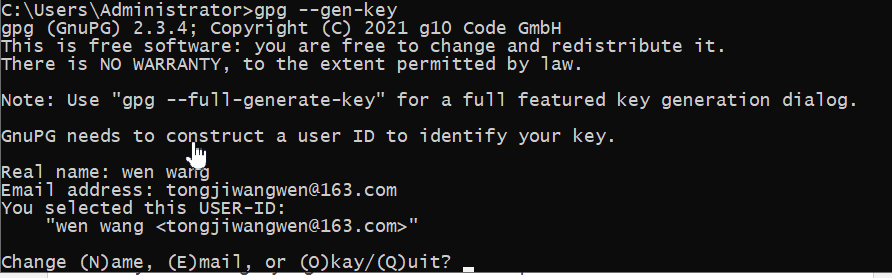 C:\Users\Administrator>gpg --gen-key
gpg (GnuPG) 2.3.4; Copyright (C) 2021 g10 Code GmbH
This is free software: you are free to change and redistribute it.
There is NO WARRANTY, to the extent permitted by law.
Note: Use "gpg --full-generate-key" for a full featured key generation dialog.
GnuPG needs to construct a user ID to identify your key.
Real name: wen wang
Email address: tongjiwangwen@163.com
You selected this USER-ID:
"wen wang <tongjiwangwen@163.com>"
Change (N)ame, (E)mail, or (O)kay/(Q)uit?